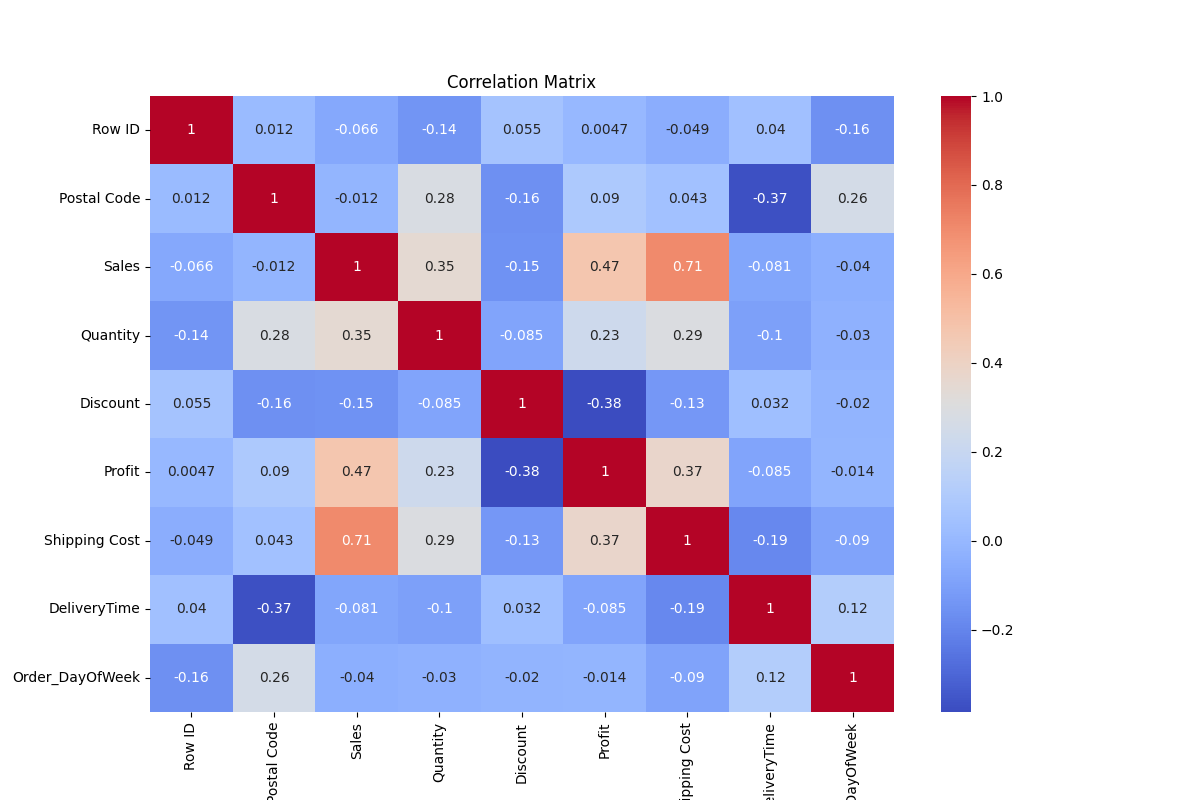 Correlation Matrix
Row ID 1 0.012 -0.066 -0.14 0.055 0.0047 -0.049 0.04 -0.16
Postal Code 0.012 1 -0.012 0.28 -0.16 0.09 0.043 -0.37 0.26
Sales -0.066 -0.012 1 0.35 -0.15 0.47 0.71 -0.081 -0.04
Quantity -0.14 0.28 0.35 1 -0.085 0.23 0.29 -0.1 -0.03
Discount 0.055 -0.16 -0.15 -0.085 1 -0.38 -0.13 0.032 -0.02
Profit 0.0047 0.09 0.47 0.23 -0.38 1 0.37 -0.085 -0.014
Shipping Cost -0.049 0.043 0.71 0.29 -0.13 0.37 1 -0.19 -0.09
DeliveryTime 0.04 -0.37 -0.081 -0.1 0.032 -0.085 -0.19 1 0.12
Order_DayOfWeek -0.16 0.26 -0.04 -0.03 -0.02 -0.014 -0.09 0.12 1
Row ID
Postal Code
Sales
Quantity
Discount
Profit
ipping Cost
eliveryTime
DayOfWeek
1.0
0.8
0.6
0.4
0.2
0.0
−0.2